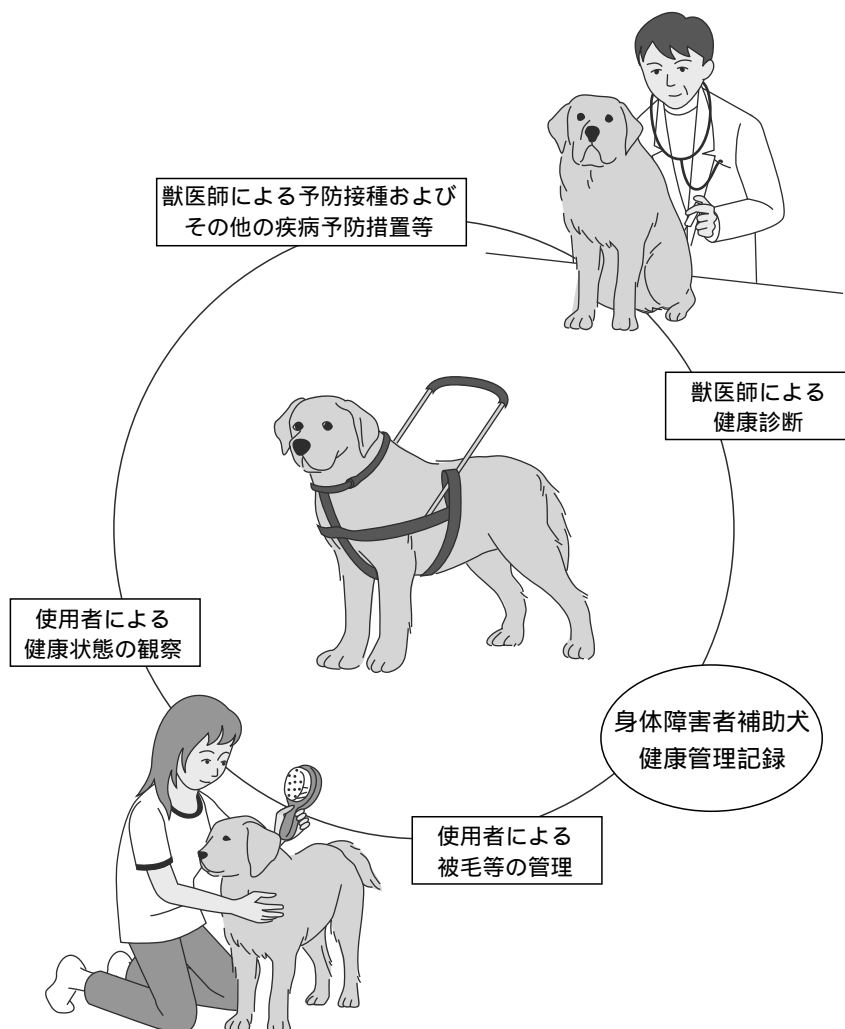 獣医師による予防接種および
その他の疾病予防措置等
獣医師による
健康診断
使用者による
健康状態の観察
身体障害者補助犬
健康管理記録
使用者による
被毛等の管理